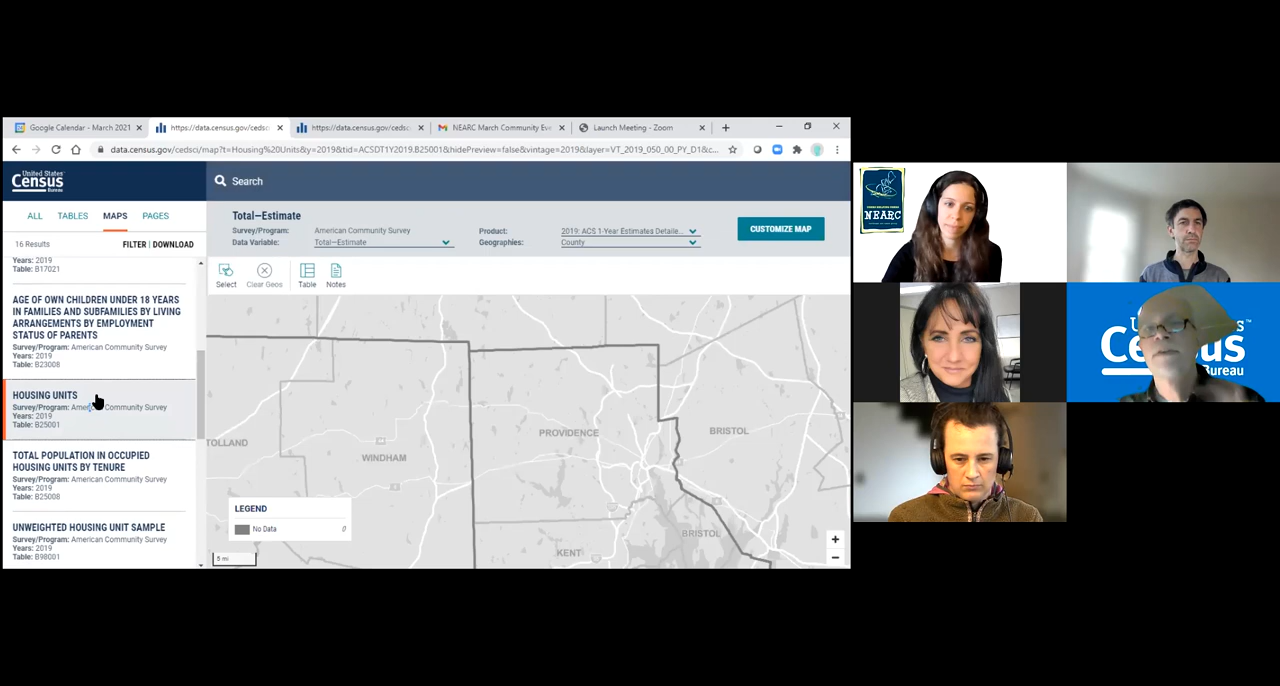 Google Calendar - March 2021
https://data.census.gov/cedsc
https://data.census.gov/cedsc
NEARC March Community Ev
Launch Meeting - Zoom
data.census.gov/cedsci/map?t=Housing%20Units&y=2019&tid=ACSDT1Y2019.B25001&hidePreview=false&vintage=2019&layer=VT_2019_050_00_PY_D1&c...
United States®
Census
Bureau
Search
ALL TABLES MAPS PAGES
16 Results FILTER | DOWNLOAD
Years: 2019
Table: B17021
AGE OF OWN CHILDREN UNDER 18 YEARS
IN FAMILIES AND SUBFAMILIES BY LIVING
ARRANGEMENTS BY EMPLOYMENT
STATUS OF PARENTS
Survey/Program: American Community Survey
Years: 2019
Table: B23008
HOUSING UNITS
Survey/Program: American Community Survey
Years: 2019
Table: B25001
TOTAL POPULATION IN OCCUPIED
HOUSING UNITS BY TENURE
Survey/Program: American Community Survey
Years: 2019
Table: B25008
UNWEIGHTED HOUSING UNIT SAMPLE
Survey/Program: American Community Survey
Years: 2019
Table: B98001
Total—Estimate
Survey/Program: American Community Survey
Data Variable: Total—Estimate
Product: 2019: ACS 1-Year Estimates Detaile...
Geographies: County
CUSTOMIZE MAP
Select
Clear Geos
Table
Notes
TOLLAND
WINDHAM
PROVIDENCE
BRISTOL
BRISTOL
KENT
LEGEND
No Data 0
5 mi
NEARC
Census
Bureau